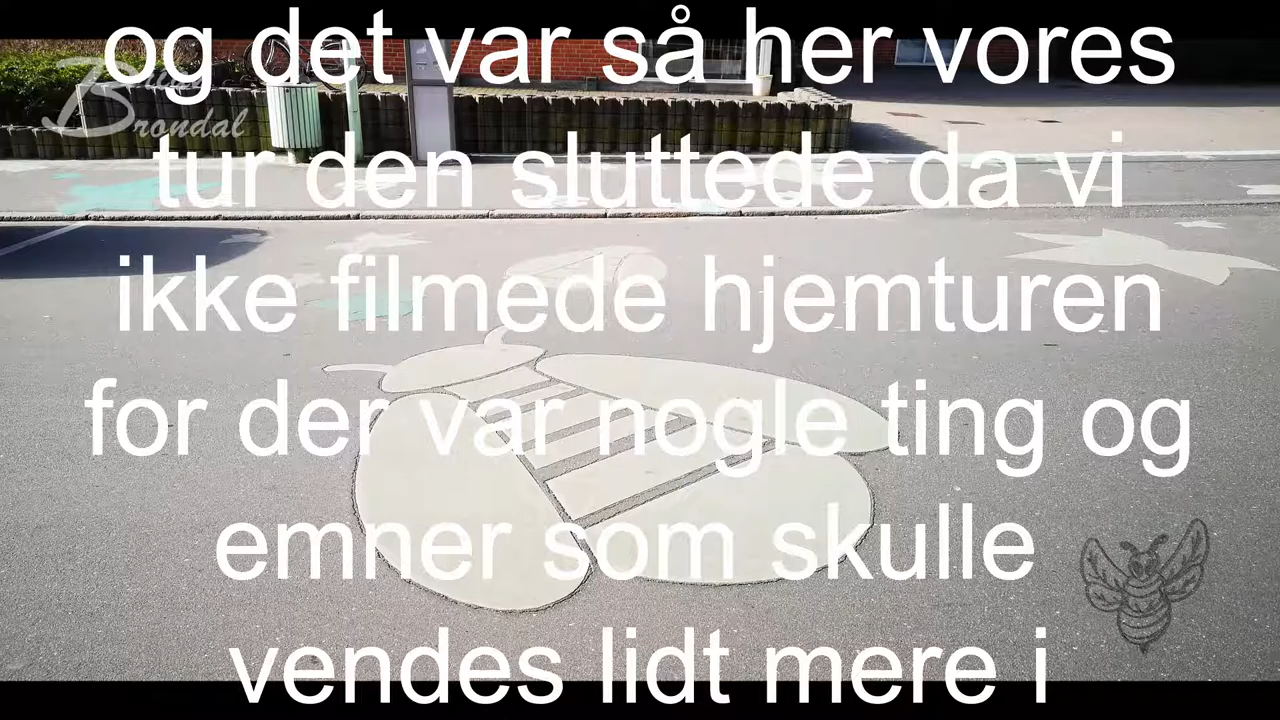 og det var så her vores
Brondal
tur den sluttede da vi
ikke filmede hjemturen
for der var nogle ting og
emner som skulle
vendes lidt mere i